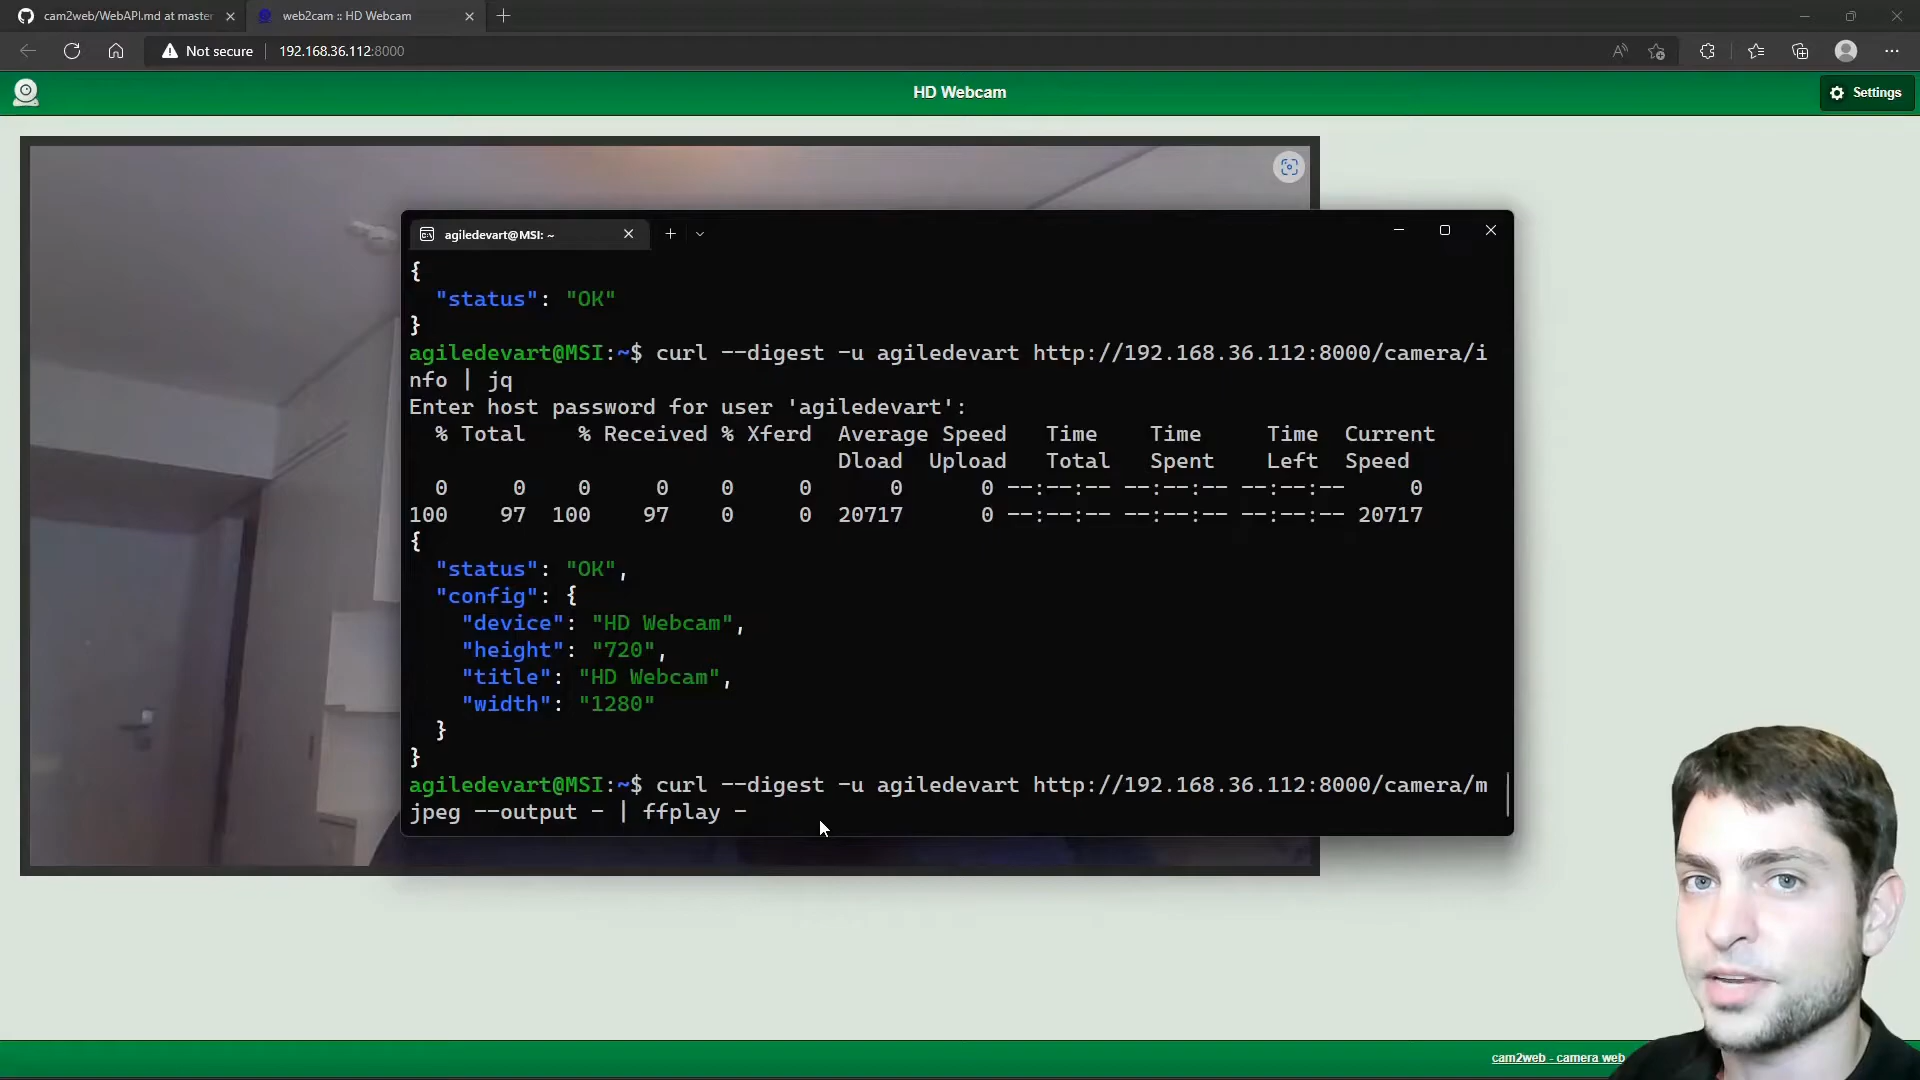 cam2web/WebAPI.md at master
web2cam :: HD Webcam
Not secure
192.168.36.112:8000
HD Webcam
Settings
agiledevart@MSI: ~
{
"status": "OK"
}
agiledevart@MSI:~$ curl --digest -u agiledevart http://192.168.36.112:8000/camera/i
nfo | jq
Enter host password for user 'agiledevart':
% Total % Received % Xferd Average Speed Time Time Time Current
Dload Upload Total Spent Left Speed
0 0 0 0 0 0 0 0 --:--:-- --:--:-- --:--:-- 0
100 97 100 97 0 0 20717 0 --:--:-- --:--:-- --:--:-- 20717
{
"status": "OK",
"config": {
"device": "HD Webcam",
"height": "720",
"title": "HD Webcam",
"width": "1280"
}
}
agiledevart@MSI:~$ curl --digest -u agiledevart http://192.168.36.112:8000/camera/m
jpeg --output - | ffplay -
cam2web - camera web